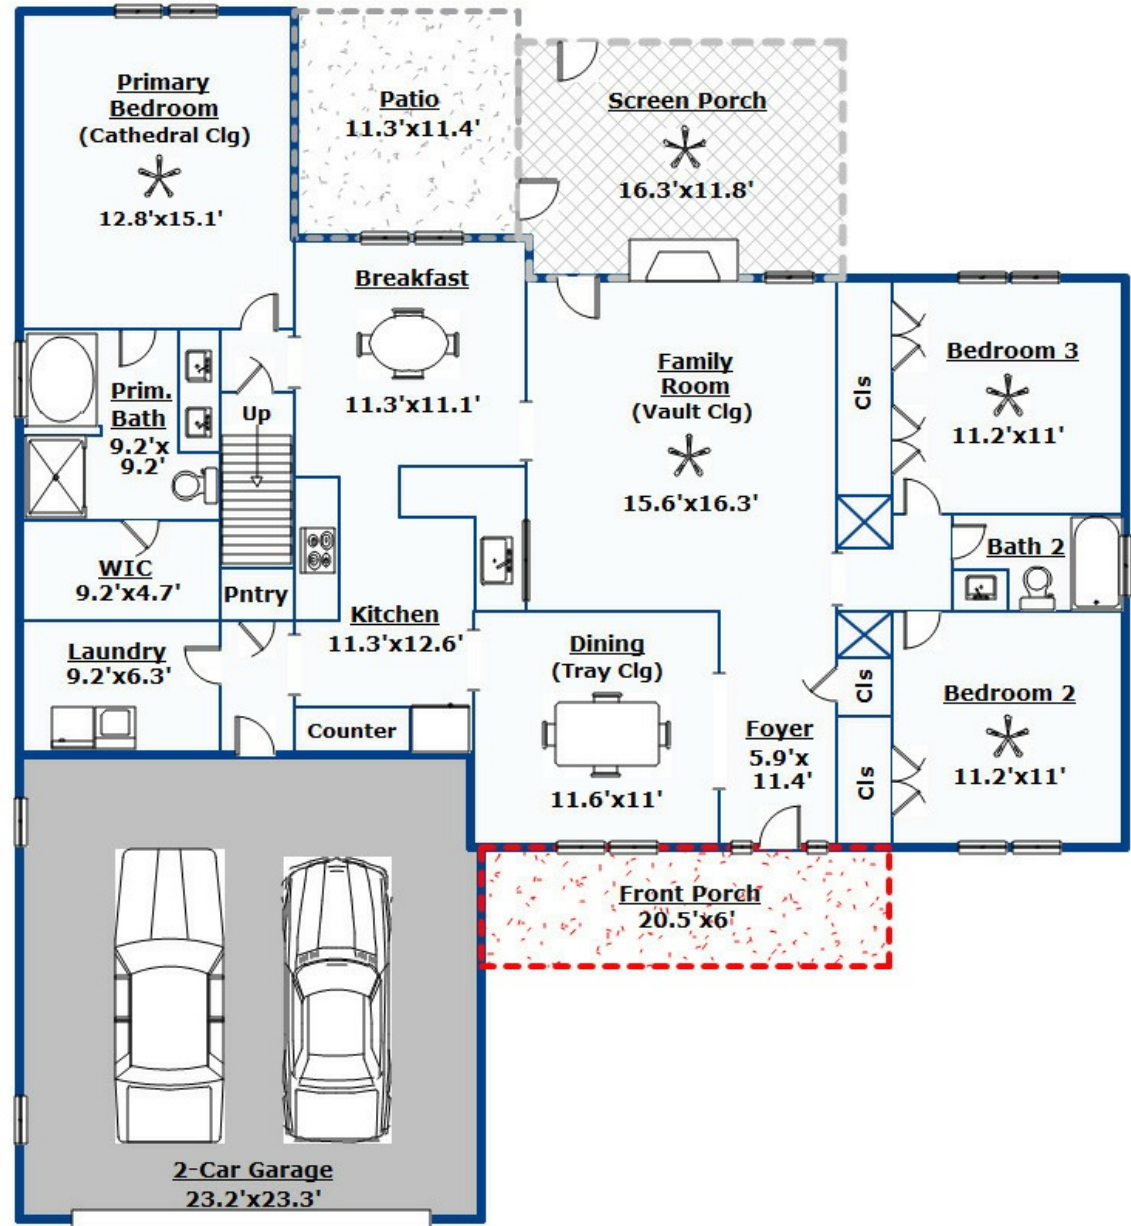 Primary
Bedroom
(Cathedral Clg)
12.8'x15.1'
Patio
11.3'x11.4'
Screen Porch
16.3'x11.8'
Breakfast
11.3'x11.1'
Family
Room
(Vault Clg)
15.6'x16.3'
Cls
Bedroom 3
11.2'x11'
Prim.
Bath
9.2'x
9.2'
Up
WIC
9.2'x4.7'
Pntry
Kitchen
11.3'x12.6'
Bath 2
Laundry
9.2'x6.3'
Counter
Dining
(Tray Clg)
11.6'x11'
Foyer
5.9'x
11.4'
Cls
Cls
Bedroom 2
11.2'x11'
Front Porch
20.5'x6'
2-Car Garage
23.2'x23.3'